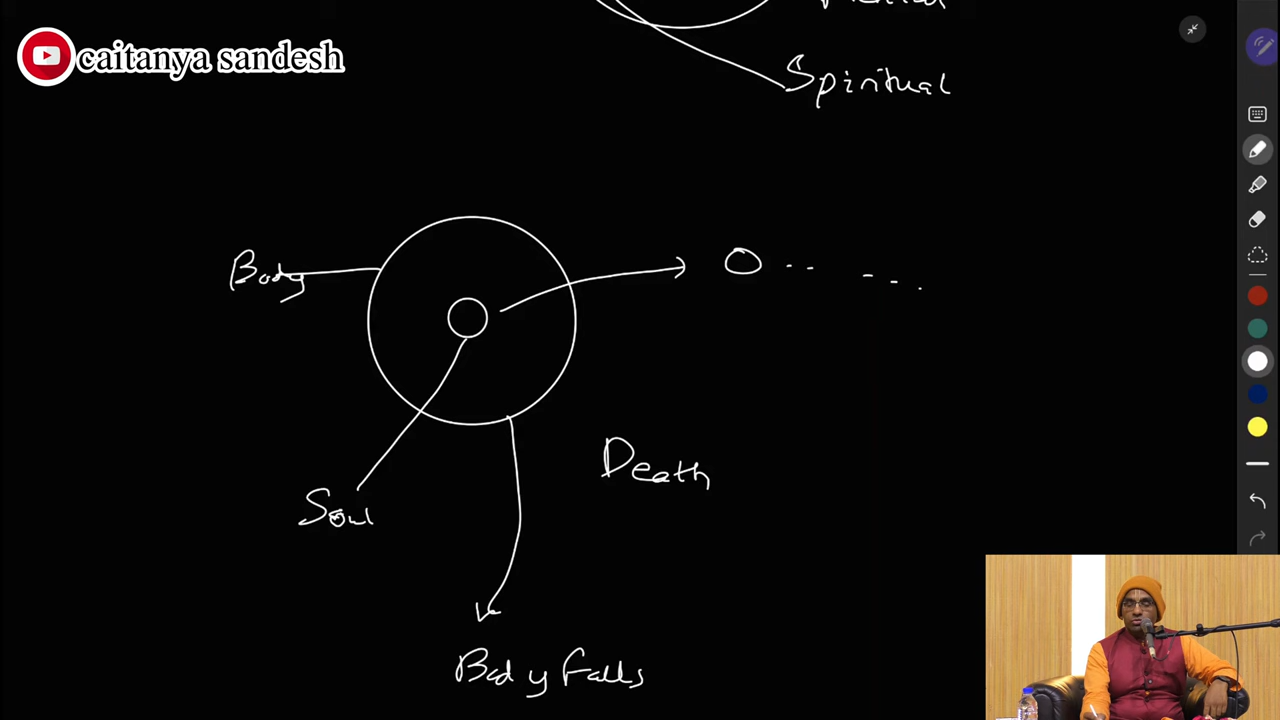 caitanya sandesh
Spiritual
Body
Death
Soul
Body falls